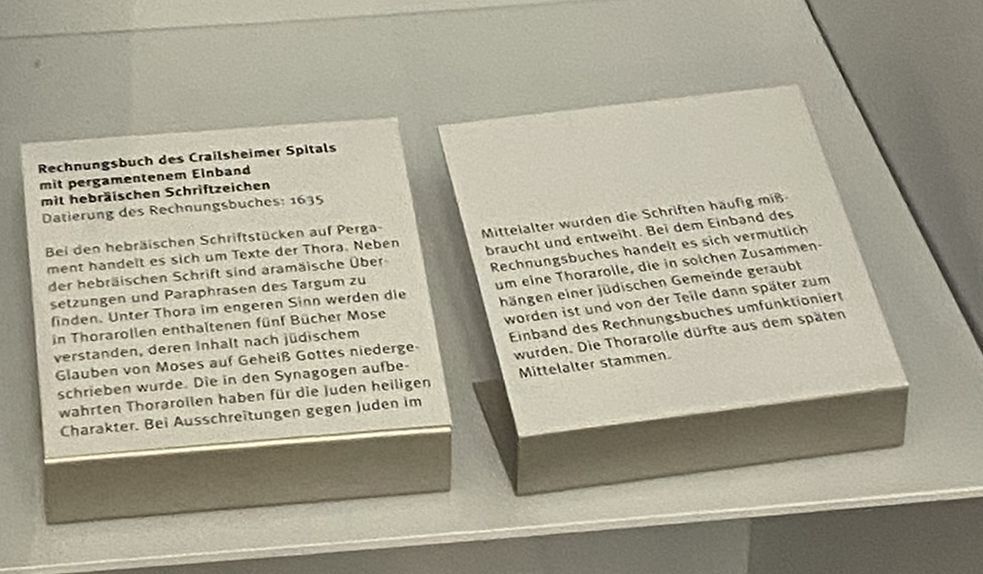 Rechnungsbuch des Crailsheimer Spitals
mit pergamentenem Einband
mit hebräischen Schriftzeichen
Datierung des Rechnungsbuches: 1635
Bei den hebräischen Schriftstücken auf Perga-
ment handelt es sich um Texte der Thora. Neben
der hebräischen Schrift sind aramäische Über-
setzungen und Paraphrasen des Targum zu
finden. Unter Thora im engeren Sinn werden die
in Thorarollen enthaltenen fünf Bücher Mose
verstanden, deren Inhalt nach jüdischem
Glauben von Moses auf Geheiß Gottes niederge-
schrieben wurde. Die in den Synagogen aufbe-
wahrten Thorarollen haben für die Juden heiligen
Charakter. Bei Ausschreitungen gegen Juden im
Mittelalter wurden die Schriften häufig miß-
braucht und entweiht. Bei dem Einband des
Rechnungsbuches handelt es sich vermutlich
um eine Thorarolle, die in solchen Zusammen-
hängen einer jüdischen Gemeinde geraubt
worden ist und von der Teile dann später zum
Einband des Rechnungsbuches umfunktioniert
wurden. Die Thorarolle dürfte aus dem späten
Mittelalter stammen.